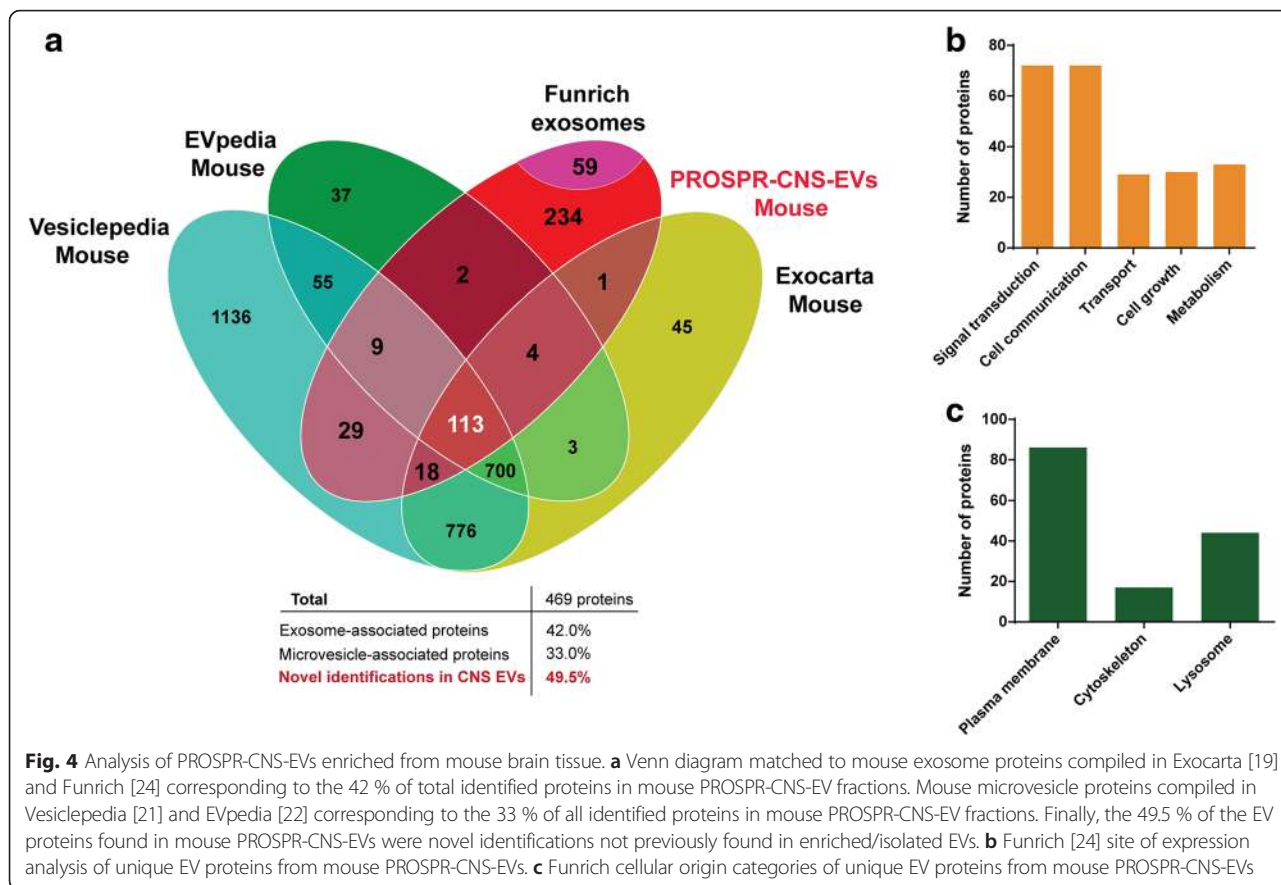 a
Funrich
exosomes
EVpedia
Mouse
PROSPR-CNS-EVs
Mouse
Vesiclepedia
Mouse
Exocarta
Mouse
59
37
234
2
1
55
1136
45
9
4
113
29
3
18
700
776
Total 469 proteins
Exosome-associated proteins 42.0%
Microvesicle-associated proteins 33.0%
Novel identifications in CNS EVs 49.5%
b
Number of proteins
80
60
40
20
0
Signal transduction
Cell communication
Transport
Cell growth
Metabolism
c
Number of proteins
100
80
60
40
20
0
Plasma membrane
Cytoskeleton
Lysosome
Fig. 4 Analysis of PROSPR-CNS-EVs enriched from mouse brain tissue. a Venn diagram matched to mouse exosome proteins compiled in Exocarta [19]
and Funrich [24] corresponding to the 42 % of total identified proteins in mouse PROSPR-CNS-EV fractions. Mouse microvesicle proteins compiled in
Vesiclepedia [21] and EVpedia [22] corresponding to the 33 % of all identified proteins in mouse PROSPR-CNS-EV fractions. Finally, the 49.5 % of the EV
proteins found in mouse PROSPR-CNS-EVs were novel identifications not previously found in enriched/isolated EVs. b Funrich [24] site of expression
analysis of unique EV proteins from mouse PROSPR-CNS-EVs. c Funrich cellular origin categories of unique EV proteins from mouse PROSPR-CNS-EVs